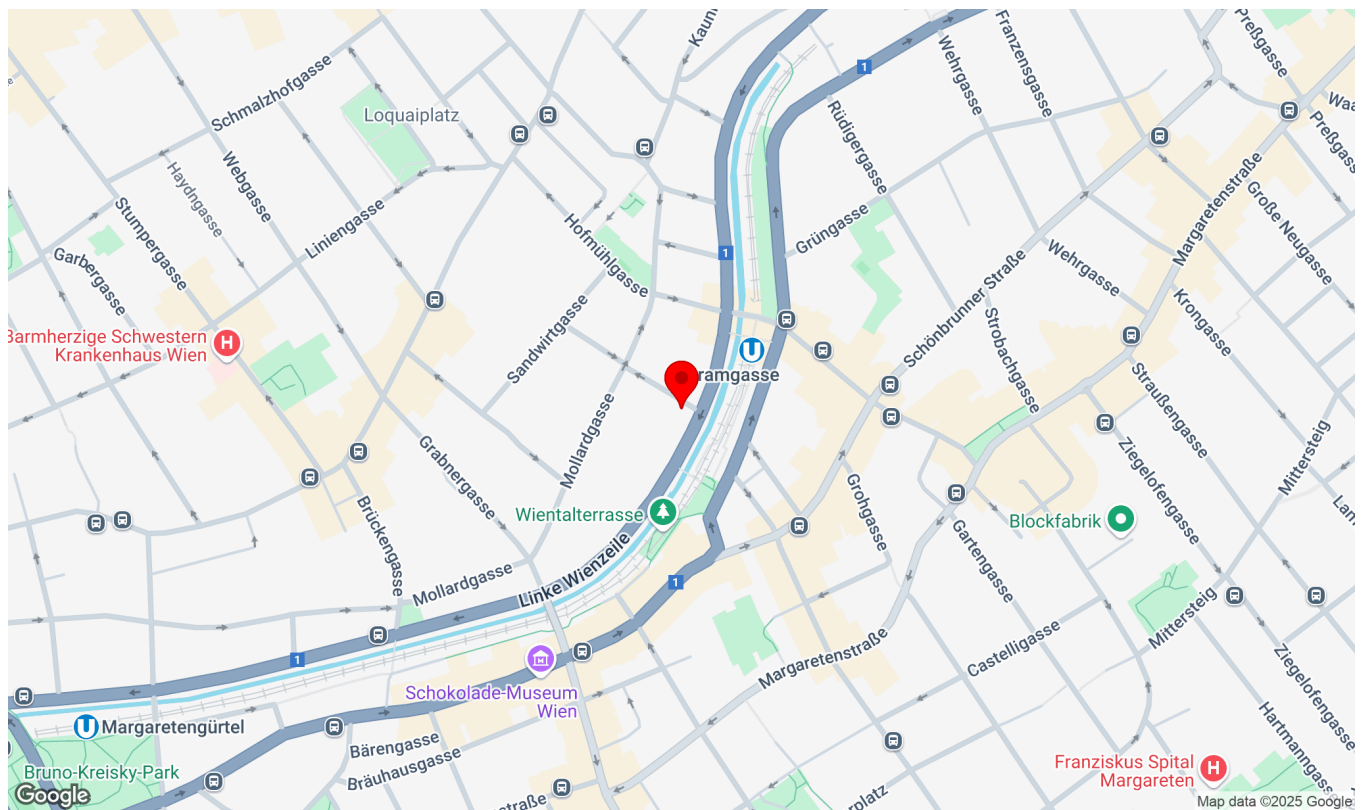 Schmalzhofgasse
Loquaiplatz
Kaun
1
Wehrgasse
Franzensgasse
Preßgasse
Waa
Preßgasse
Rüdigergasse
Margaretenstraße
Große Neugasse
Haydngasse
Webgasse
Stumpergasse
Liniengasse
Garbergasse
Hofmühlgasse
1
Grüngasse
Wehrgasse
Krongasse
Schönbrunner Straße
Strobachgasse
Straußengasse
Barmherzige Schwestern
Krankenhaus Wien
H
Sandwirtgasse
U
ramgasse
Mollardgasse
Grabnergasse
Brückengasse
Ziegelofengasse
Mittersteig
Grohgasse
Wientalterrasse
Blockfabrik
Gartengasse
Linke Wienzeile
Mollardgasse
1
1
Castelligasse
Mittersteig
Margaretenstraße
Ziegelofengasse
Hartmanngasse
Schokolade-Museum
Wien
U
Margaretengürtel
Bärengasse
Bräuhausgasse
Bruno-Kreisky-Park
Franziskus Spital
Margareten
H
Google
Map data ©2025 Google